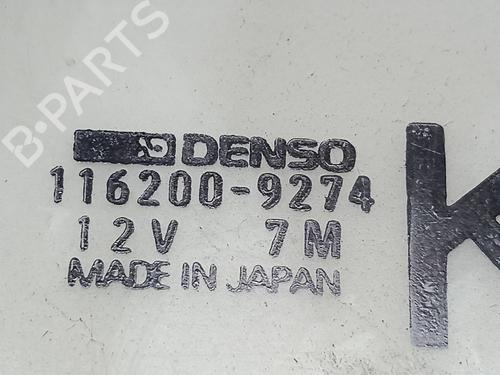 B-PARTS
DENSO
116200-9274
12V 7M
MADE IN JAPAN
K